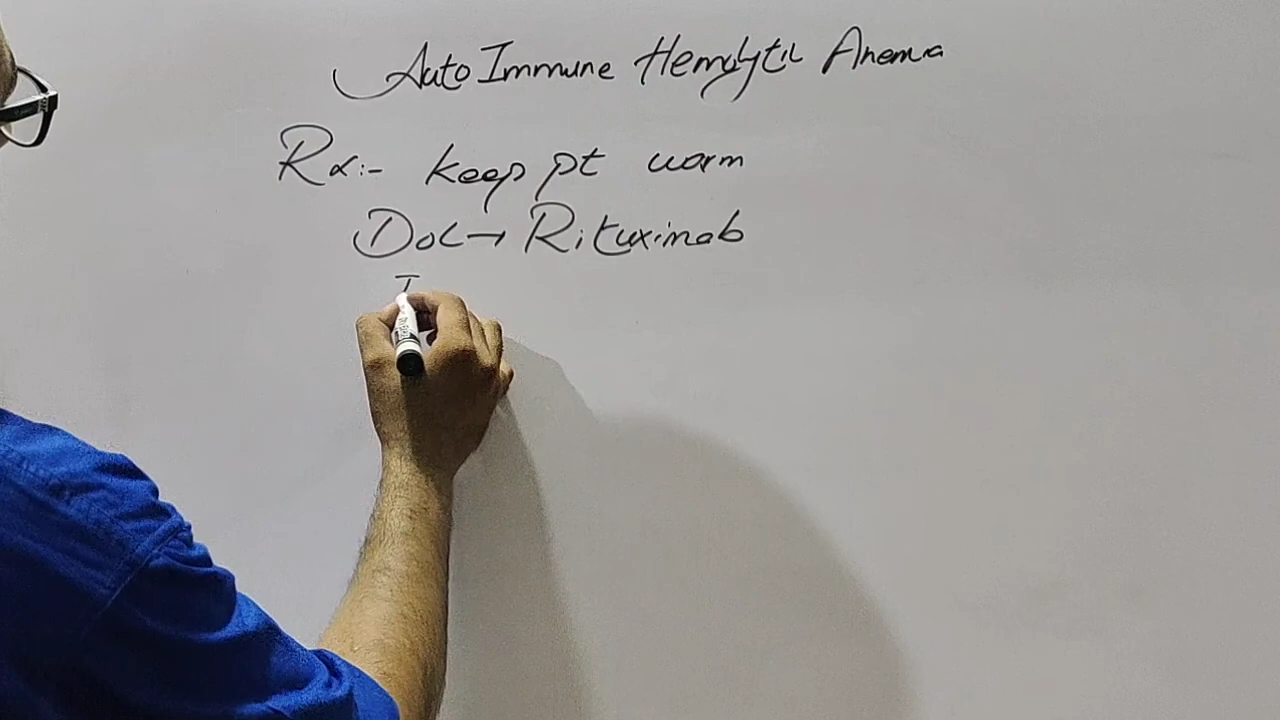 Auto Immune Hemolytic Anemia
Rx:- Keep pt warm
DOC → Rituximab
I